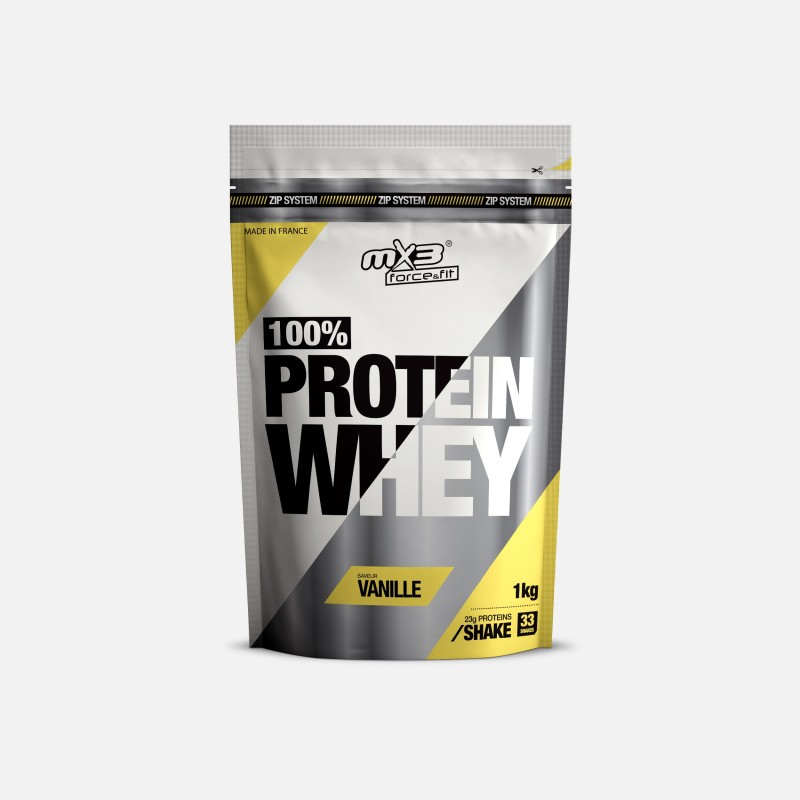 ZIP SYSTEM ZIP SYSTEM ZIP SYSTEM
MADE IN FRANCE
mX3®
force&fit
100%
PROTEIN
WHEY
SAVEUR
VANILLE
1kg
23g PROTEINS
/SHAKE
33
SHAKES